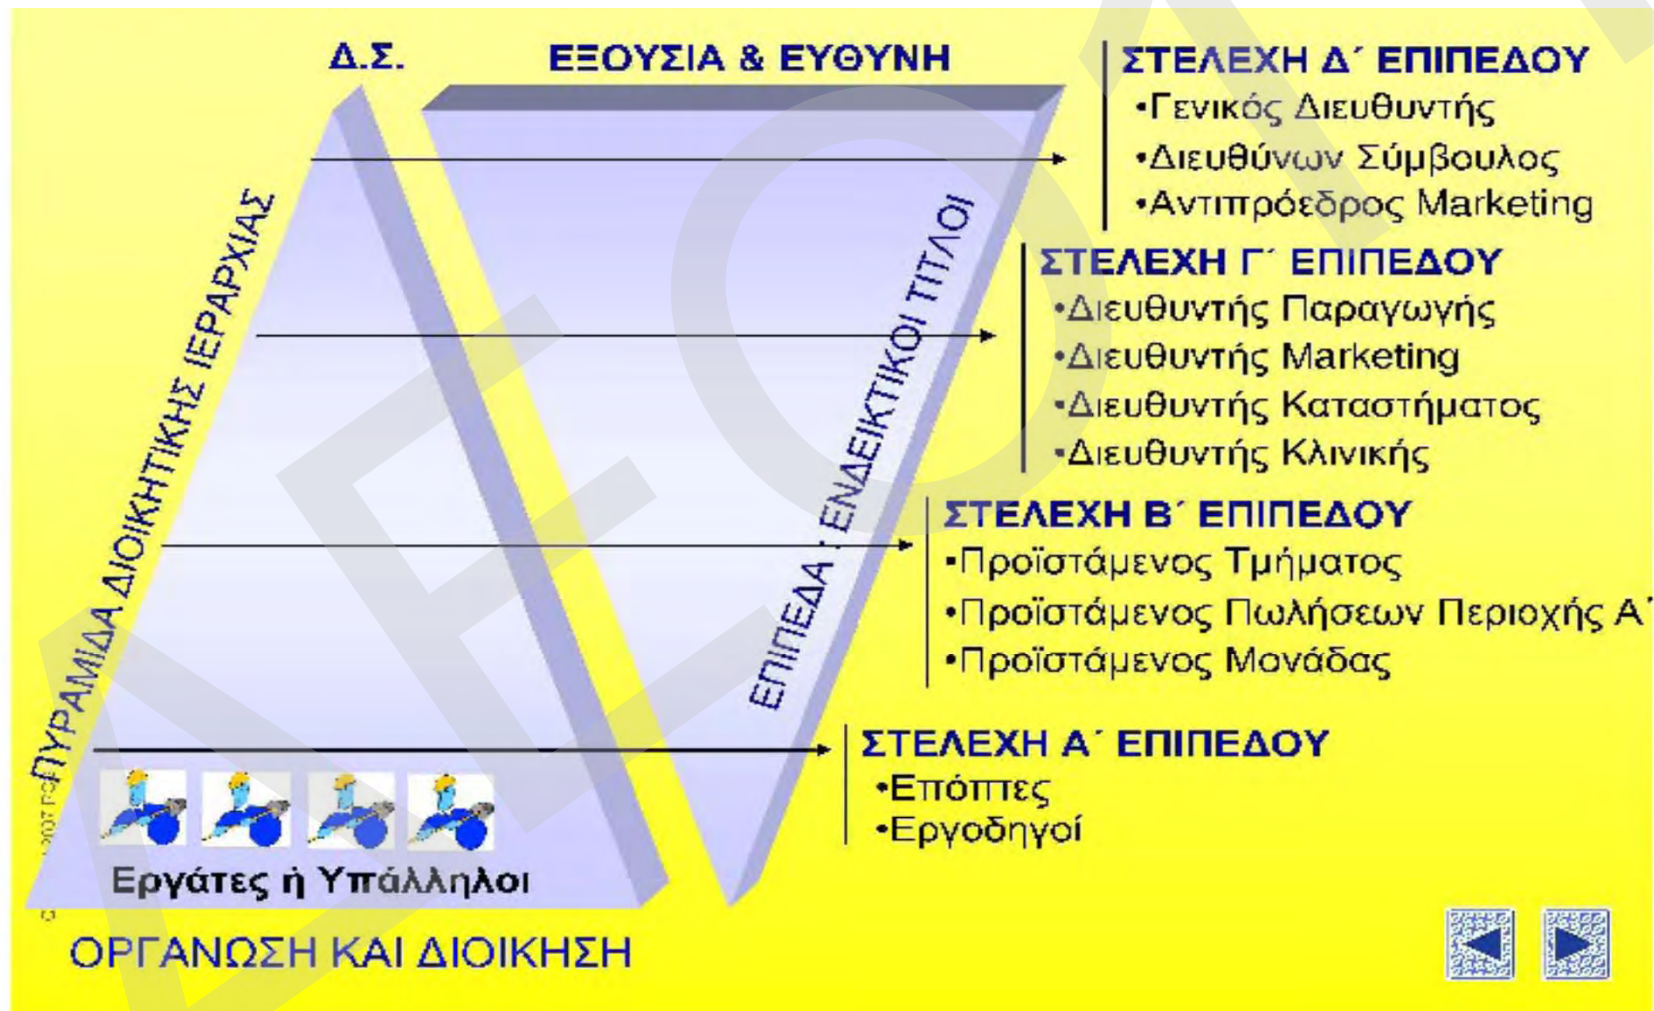 Δ.Σ.
ΕΞΟΥΣΙΑ & ΕΥΘΥΝΗ
ΠΥΡΑΜΙΔΑ ΔΙΟΙΚΗΤΙΚΗΣ ΙΕΡΑΡΧΙΑΣ
ΕΠΙΠΕΔΑ : ΕΝΔΕΙΚΤΙΚΟΙ ΤΙΤΛΟΙ
ΣΤΕΛΕΧΗ Δ΄ ΕΠΙΠΕΔΟΥ
•Γενικός Διευθυντής
•Διευθύνων Σύμβουλος
•Αντιπρόεδρος Marketing
ΣΤΕΛΕΧΗ Γ΄ ΕΠΙΠΕΔΟΥ
•Διευθυντής Παραγωγής
•Διευθυντής Marketing
•Διευθυντής Καταστήματος
•Διευθυντής Κλινικής
ΣΤΕΛΕΧΗ Β΄ ΕΠΙΠΕΔΟΥ
•Προϊστάμενος Τμήματος
•Προϊστάμενος Πωλήσεων Περιοχής Α΄
•Προϊστάμενος Μονάδας
ΣΤΕΛΕΧΗ Α΄ ΕΠΙΠΕΔΟΥ
•Επόπτες
•Εργοδηγοί
Εργάτες ή Υπάλληλοι
ΟΡΓΑΝΩΣΗ ΚΑΙ ΔΙΟΙΚΗΣΗ